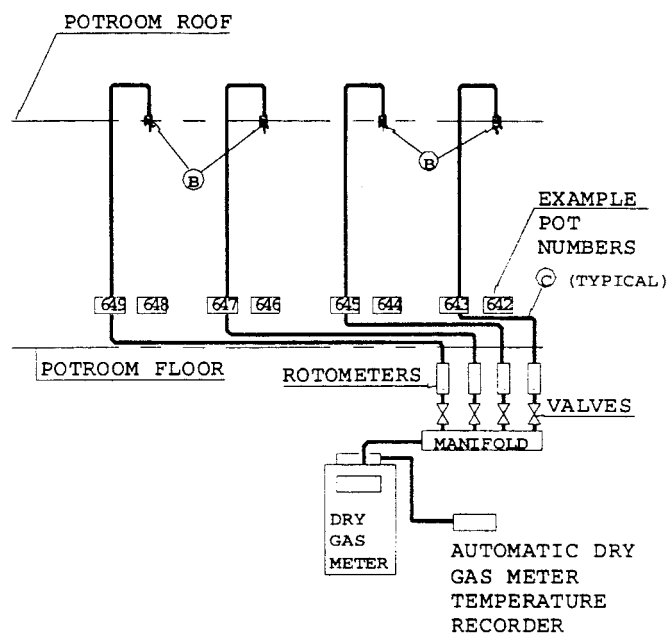 POTROOM ROOF
B
B
EXAMPLE
POT
NUMBERS
C (TYPICAL)
649 648 647 646 645 644 643 642
POTROOM FLOOR
ROTOMETERS
VALVES
MANIFOLD
DRY
GAS
METER
AUTOMATIC DRY
GAS METER
TEMPERATURE
RECORDER